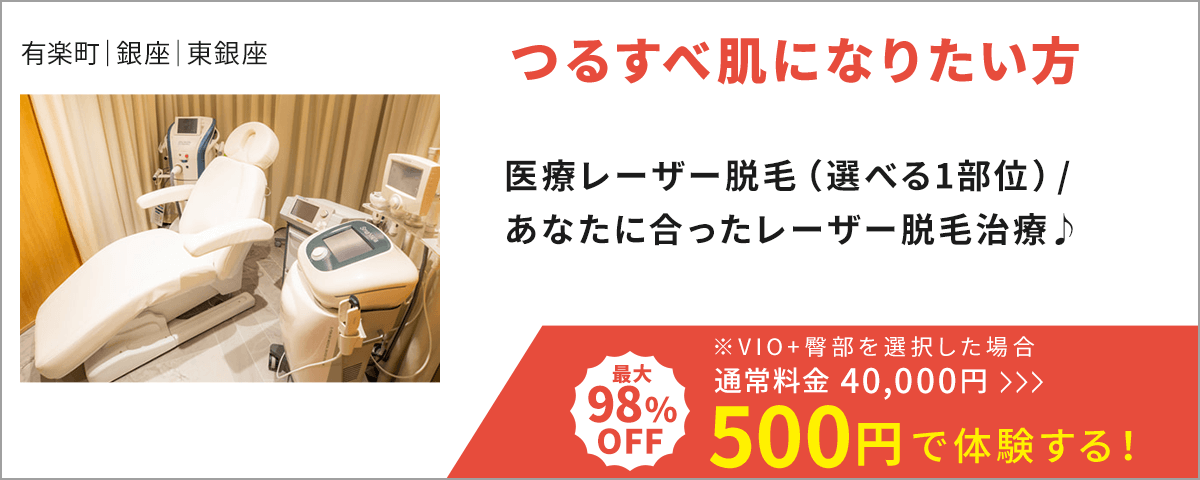 有楽町|銀座|東銀座
つるすべ肌になりたい方
医療レーザー脱毛（選べる1部位）/
あなたに合ったレーザー脱毛治療♪
※VIO+臀部を選択した場合
通常料金 40,000円 >>>
最大
98%
OFF
500円で体験する!